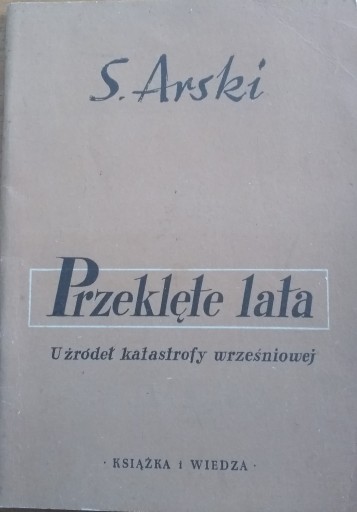 S. Arski
Przeklęte lata
U źródeł katastrofy wrześniowej
· KSIĄŻKA i WIEDZA ·